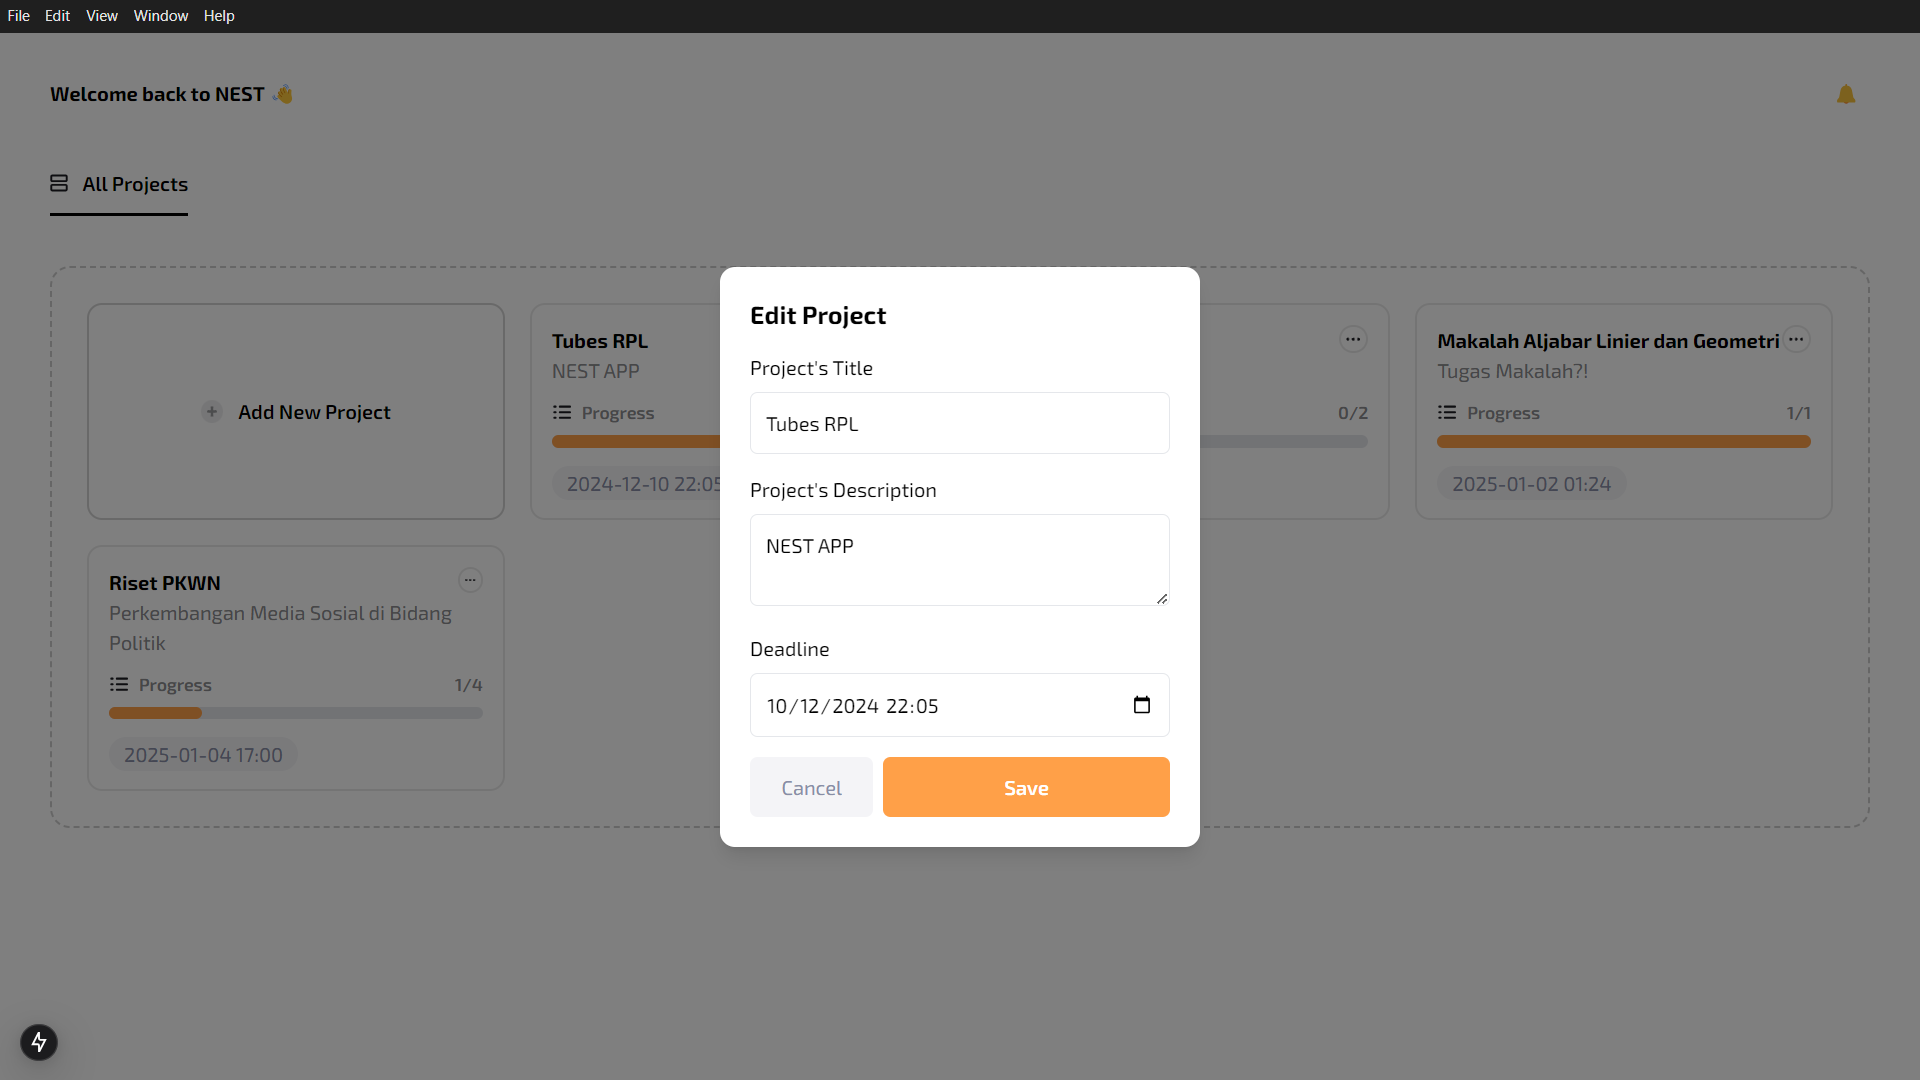 File Edit View Window Help
Welcome back to NEST 👋
All Projects
Add New Project
Tubes RPL
NEST APP
Progress
2024-12-10 22:05
0/2
Makalah Aljabar Linier dan Geometri
Tugas Makalah?!
Progress 1/1
2025-01-02 01:24
Riset PKWN
Perkembangan Media Sosial di Bidang
Politik
Progress 1/4
2025-01-04 17:00
Edit Project
Project's Title
Tubes RPL
Project's Description
NEST APP
Deadline
10/12/2024 22:05
Cancel
Save